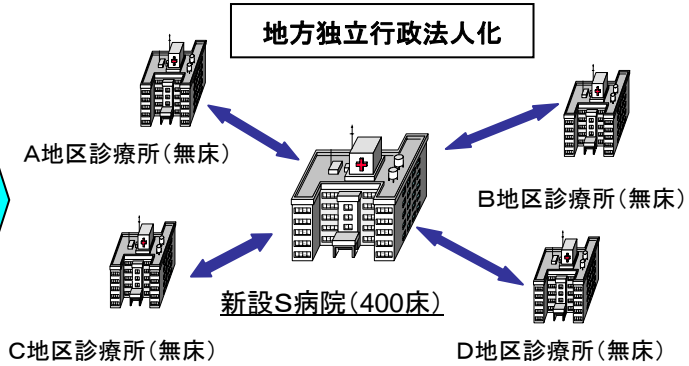 地方独立行政法人化
A地区診療所(無床)
B地区診療所(無床)
新設S病院(400床)
C地区診療所(無床)
D地区診療所(無床)